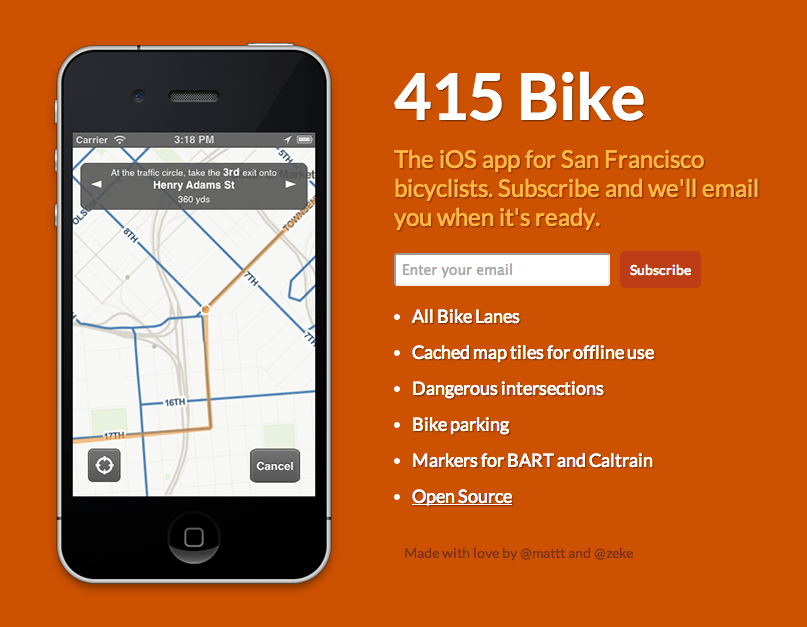 Carrier 3:18 PM
At the traffic circle, take the 3rd exit onto
Henry Adams St
360 yds
5TH
Market
TOWNSEN
8TH
7TH
7TH
16TH
17TH
Cancel
415 Bike
The iOS app for San Francisco
bicyclists. Subscribe and we'll email
you when it's ready.
Enter your email
Subscribe
All Bike Lanes
Cached map tiles for offline use
Dangerous intersections
Bike parking
Markers for BART and Caltrain
Open Source
Made with love by @mattt and @zeke